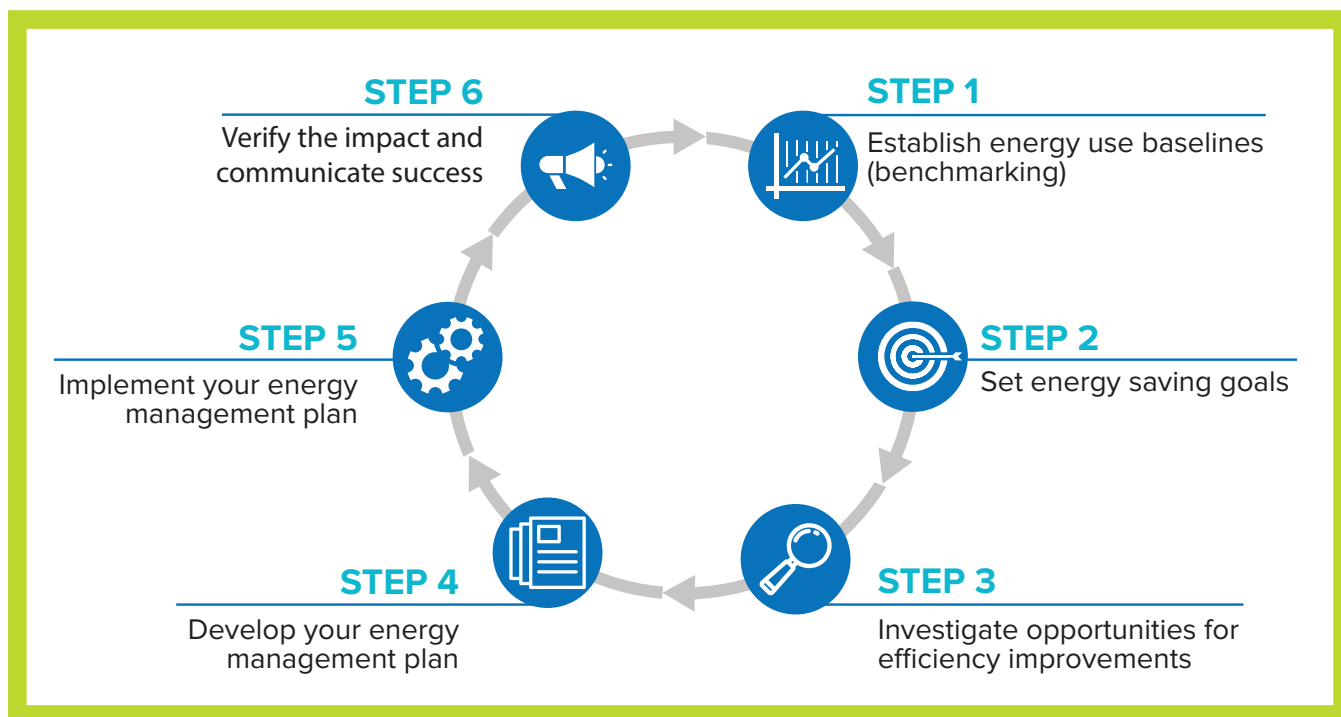 STEP 1
Establish energy use baselines
(benchmarking)
STEP 2
Set energy saving goals
STEP 3
Investigate opportunities for
efficiency improvements
STEP 4
Develop your energy
management plan
STEP 5
Implement your energy
management plan
STEP 6
Verify the impact and
communicate success